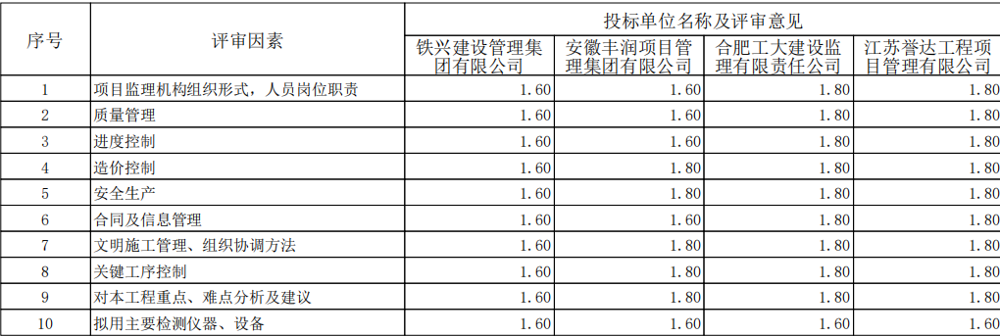 序号 评审因素 投标单位名称及评审意见
铁兴建设管理集 安徽丰润项目管 合肥工大建设监 江苏誉达工程项
团有限公司 理集团有限公司 理有限责任公司 目管理有限公司
1 项目监理机构组织形式，人员岗位职责 1.60 1.60 1.80 1.80
2 质量管理 1.60 1.60 1.80 1.80
3 进度控制 1.60 1.60 1.80 1.80
4 造价控制 1.60 1.80 1.80 1.80
5 安全生产 1.60 1.80 1.80 1.80
6 合同及信息管理 1.60 1.60 1.80 1.80
7 文明施工管理、组织协调方法 1.60 1.80 1.80 1.80
8 关键工序控制 1.60 1.80 1.80 1.80
9 对本工程重点、难点分析及建议 1.60 1.80 1.80 1.80
10 拟用主要检测仪器、设备 1.60 1.60 1.60 1.60